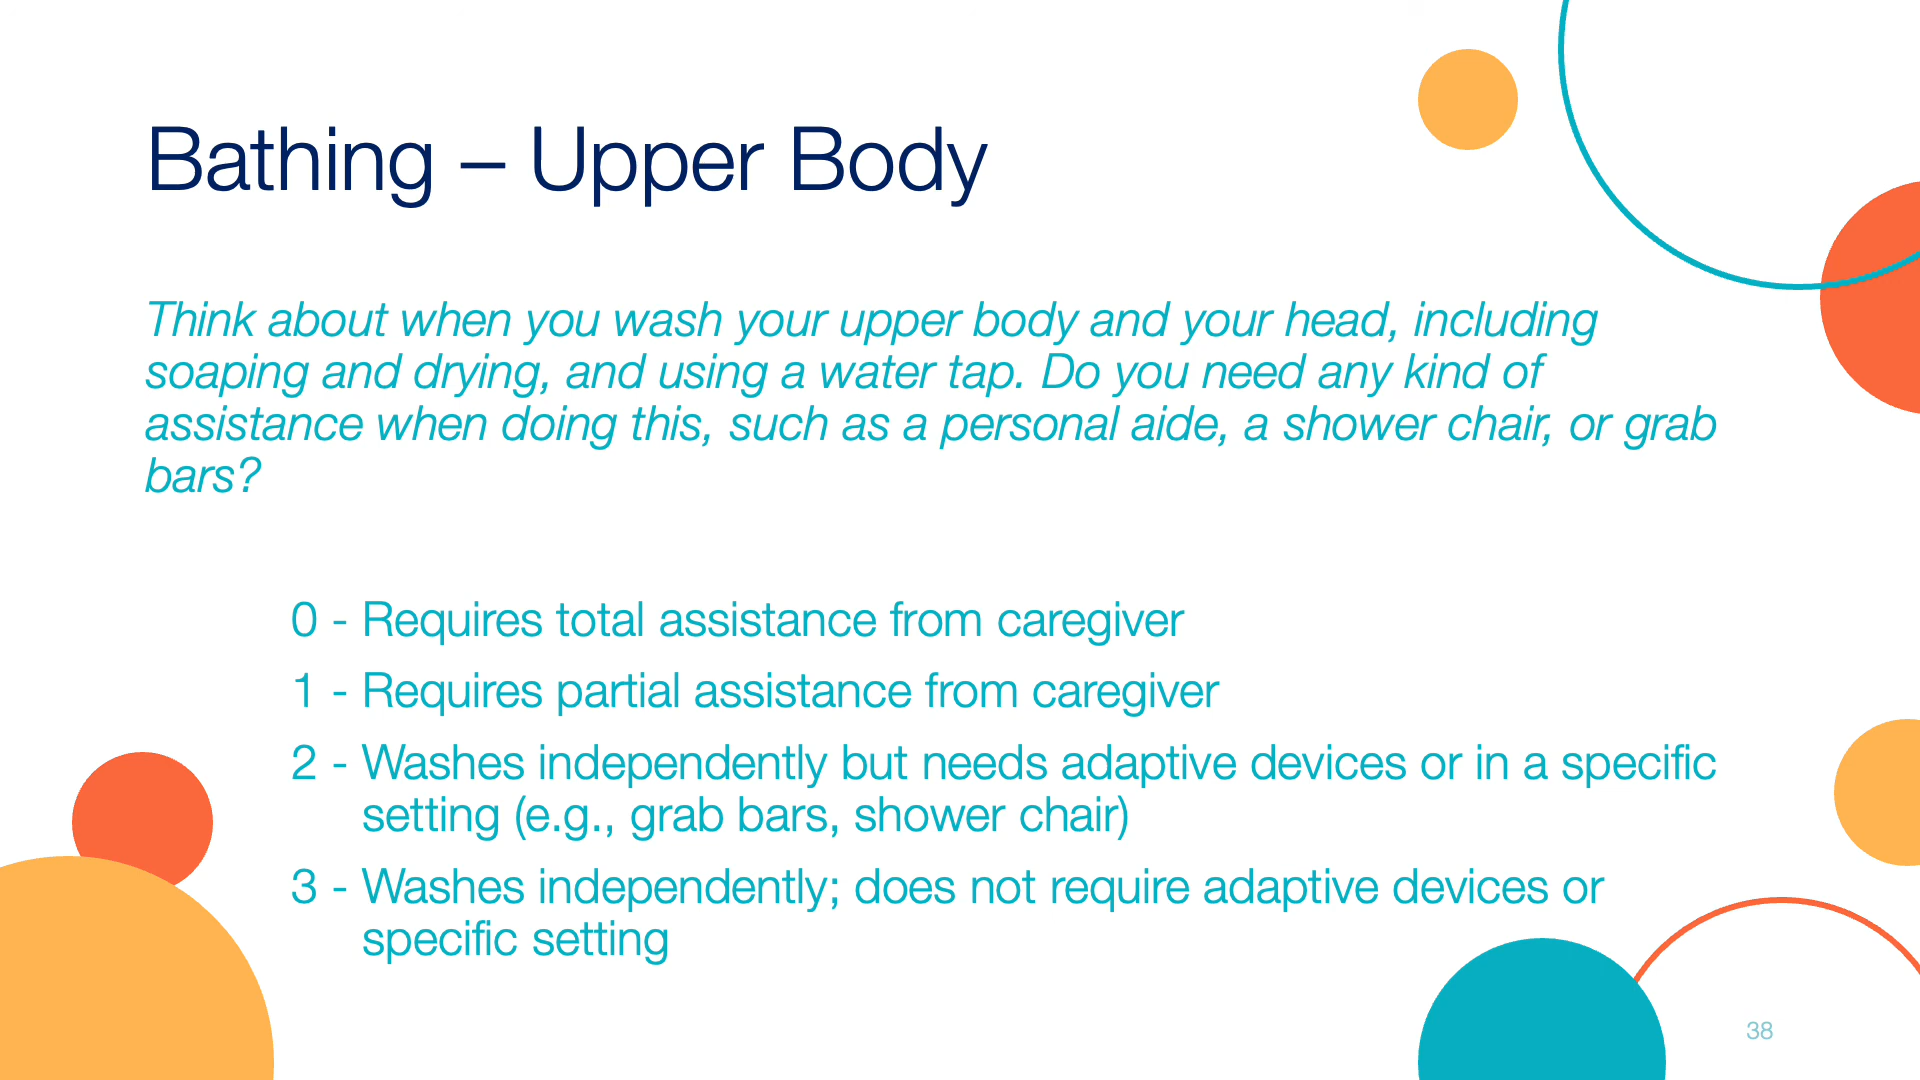 Bathing – Upper Body
Think about when you wash your upper body and your head, including
soaping and drying, and using a water tap. Do you need any kind of
assistance when doing this, such as a personal aide, a shower chair, or grab
bars?
0 - Requires total assistance from caregiver
1 - Requires partial assistance from caregiver
2 - Washes independently but needs adaptive devices or in a specific
setting (e.g., grab bars, shower chair)
3 - Washes independently; does not require adaptive devices or
specific setting
38